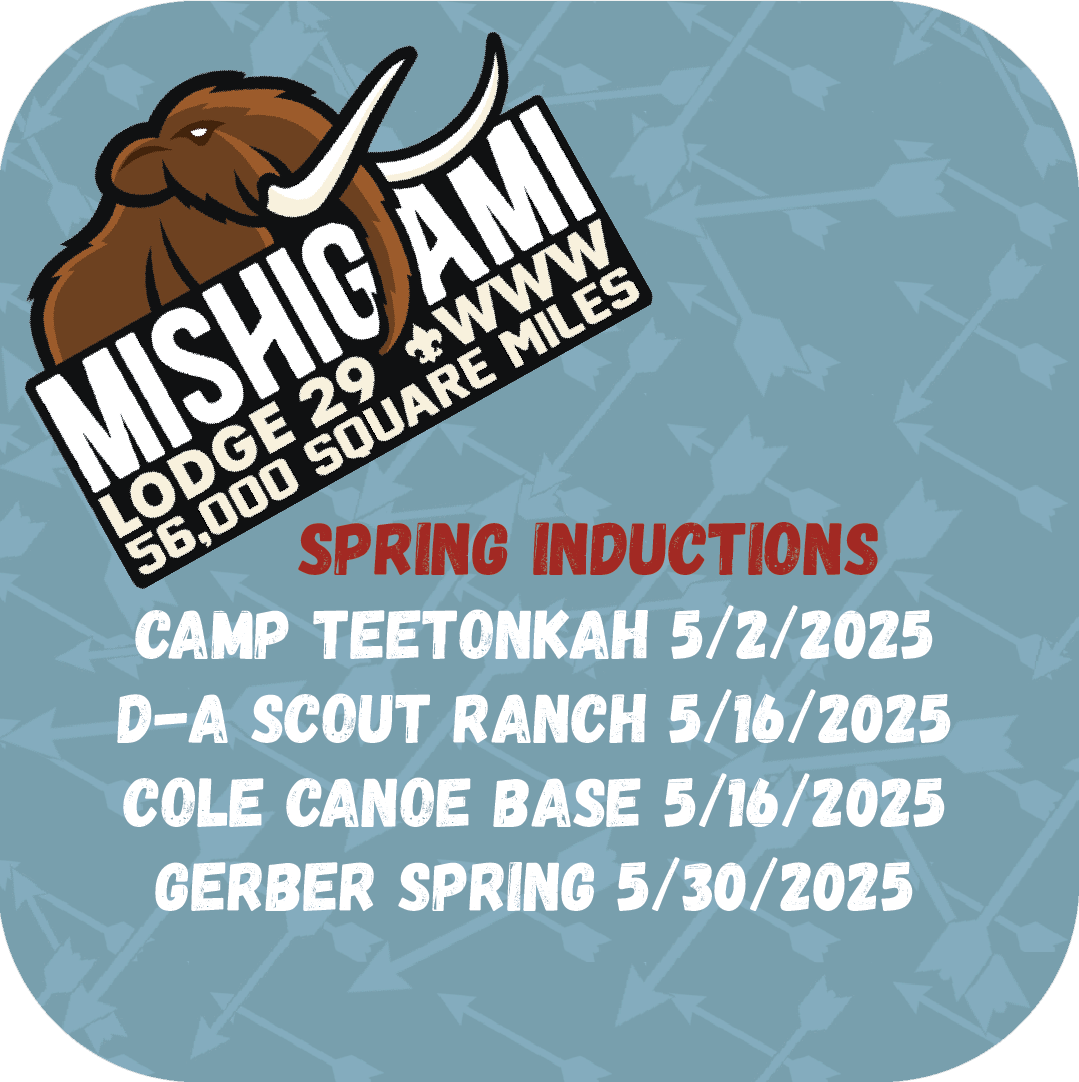 MISHIGAMI
LODGE 29 WWW
56,000 SQUARE MILES
SPRING INDUCTIONS
CAMP TEETONKAH 5/2/2025
D-A SCOUT RANCH 5/16/2025
COLE CANOE BASE 5/16/2025
GERBER SPRING 5/30/2025